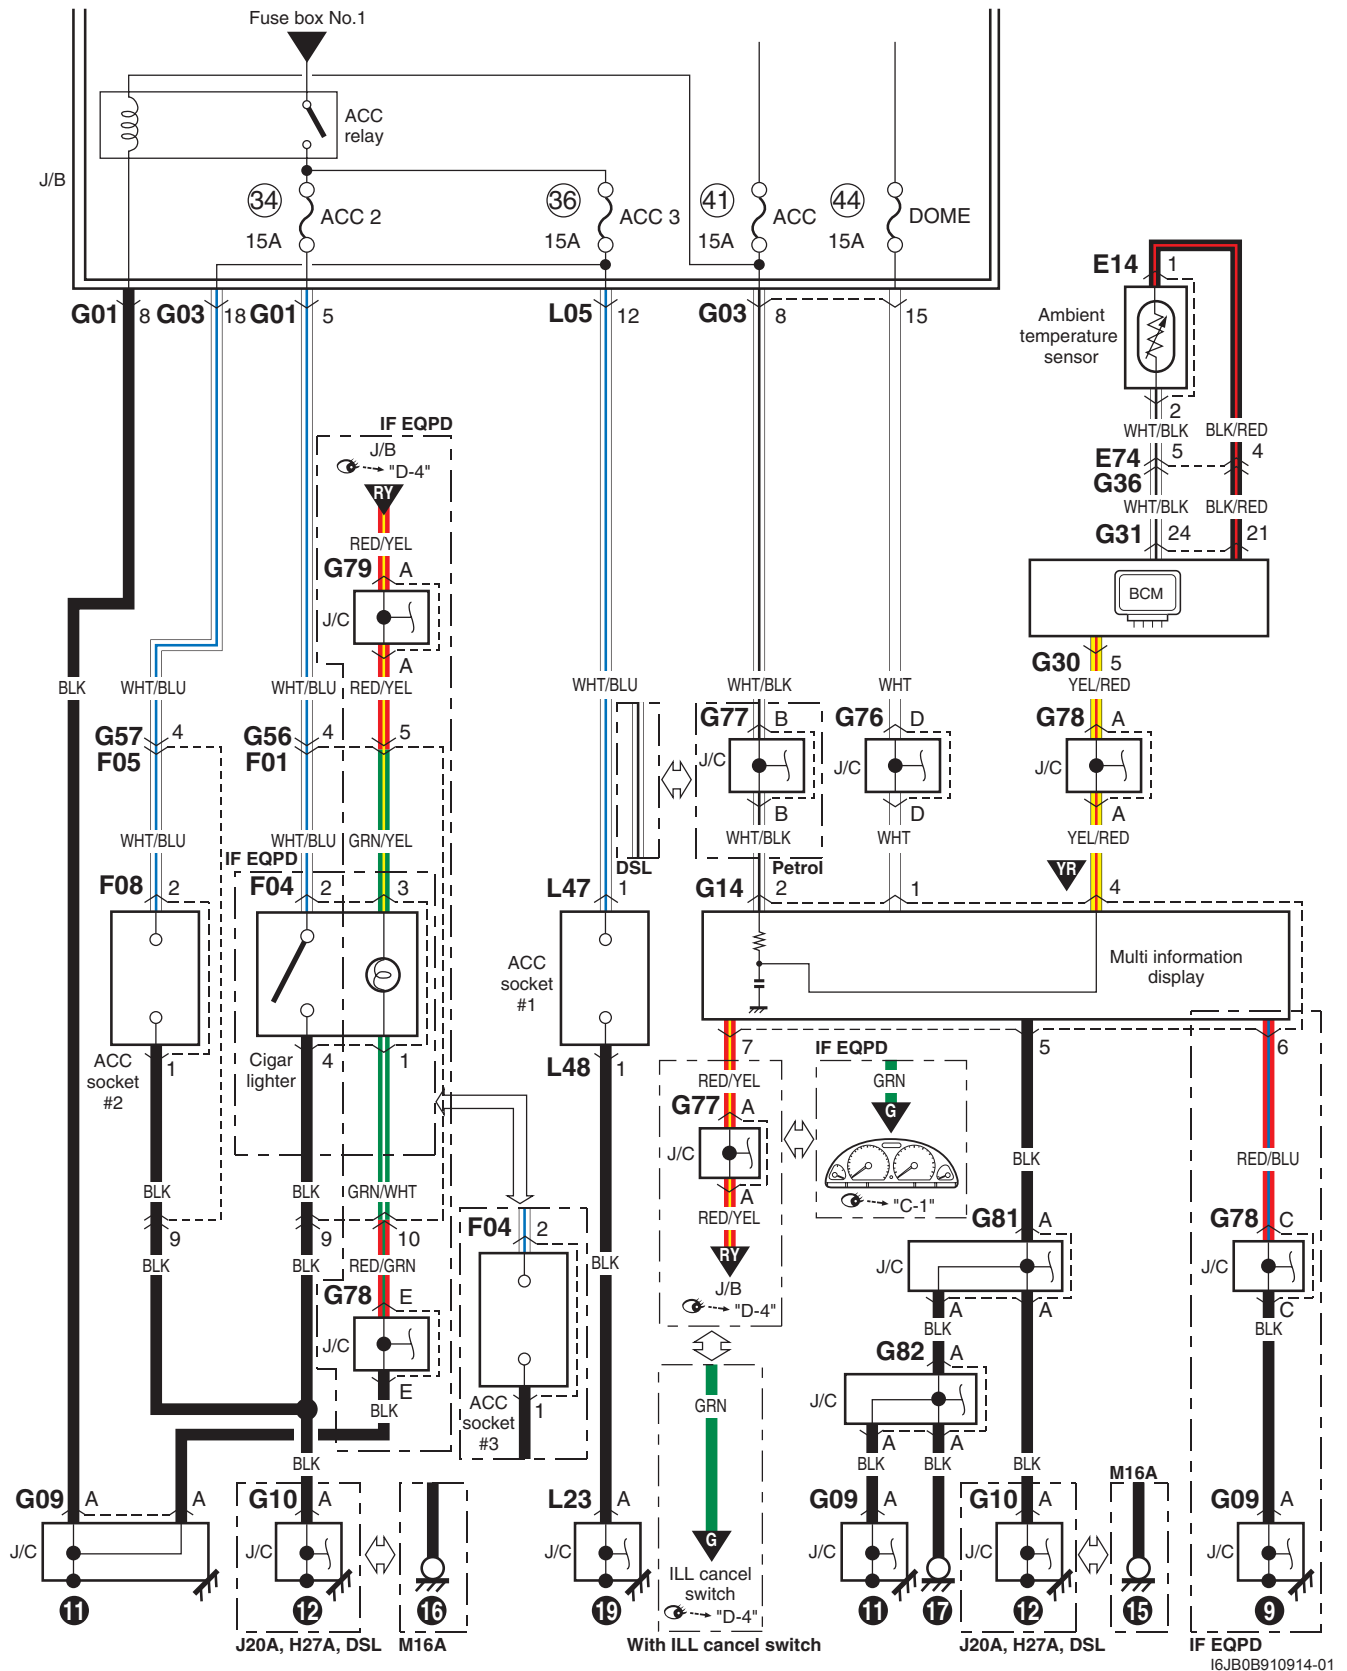 Fuse box No.1
ACC
relay
J/B
34
ACC 2
15A
36
ACC 3
15A
41
ACC
15A
44
DOME
15A
G01
8
G03
18
G01
5
L05
12
G03
8
15
E14
1
Ambient
temperature
sensor
2
WHT/BLK
BLK/RED
E74
5
4
G36
WHT/BLK
BLK/RED
G31
24
21
BCM
G30
5
YEL/RED
IF EQPD
J/B
"D-4"
RY
RED/YEL
G79
A
J/C
A
BLK
WHT/BLU
WHT/BLU
RED/YEL
WHT/BLU
WHT/BLK
WHT
G57
4
F05
G56
4
5
F01
G77
B
J/C
B
G76
D
J/C
D
G78
A
J/C
A
WHT/BLU
WHT/BLU
GRN/YEL
WHT/BLK
WHT
YEL/RED
DSL
Petrol
YR
IF EQPD
F08
2
F04
2
3
L47
1
G14
2
1
4
ACC
socket
#1
Multi information
display
ACC
socket
#2
1
Cigar
lighter
4
1
L48
1
7
5
6
RED/YEL
G77
A
J/C
A
RED/YEL
RY
J/B
"D-4"
IF EQPD
GRN
G
"C-1"
BLK
RED/BLU
BLK
BLK
GRN/WHT
9
9
10
BLK
BLK
RED/GRN
F04
2
BLK
G81
A
J/C
A
A
G78
C
J/C
C
BLK
BLK
G78
E
J/C
E
BLK
ACC
socket
#3
1
GRN
G82
A
J/C
A
A
BLK
BLK
BLK
BLK
G09
A
A
J/C
11
G10
A
J/C
12
J20A, H27A, DSL
16
M16A
L23
A
J/C
19
G
ILL cancel
switch
"D-4"
With ILL cancel switch
G09
A
J/C
11
17
G10
A
J/C
12
J20A, H27A, DSL
M16A
15
G09
A
J/C
9
IF EQPD
I6JB0B910914-01